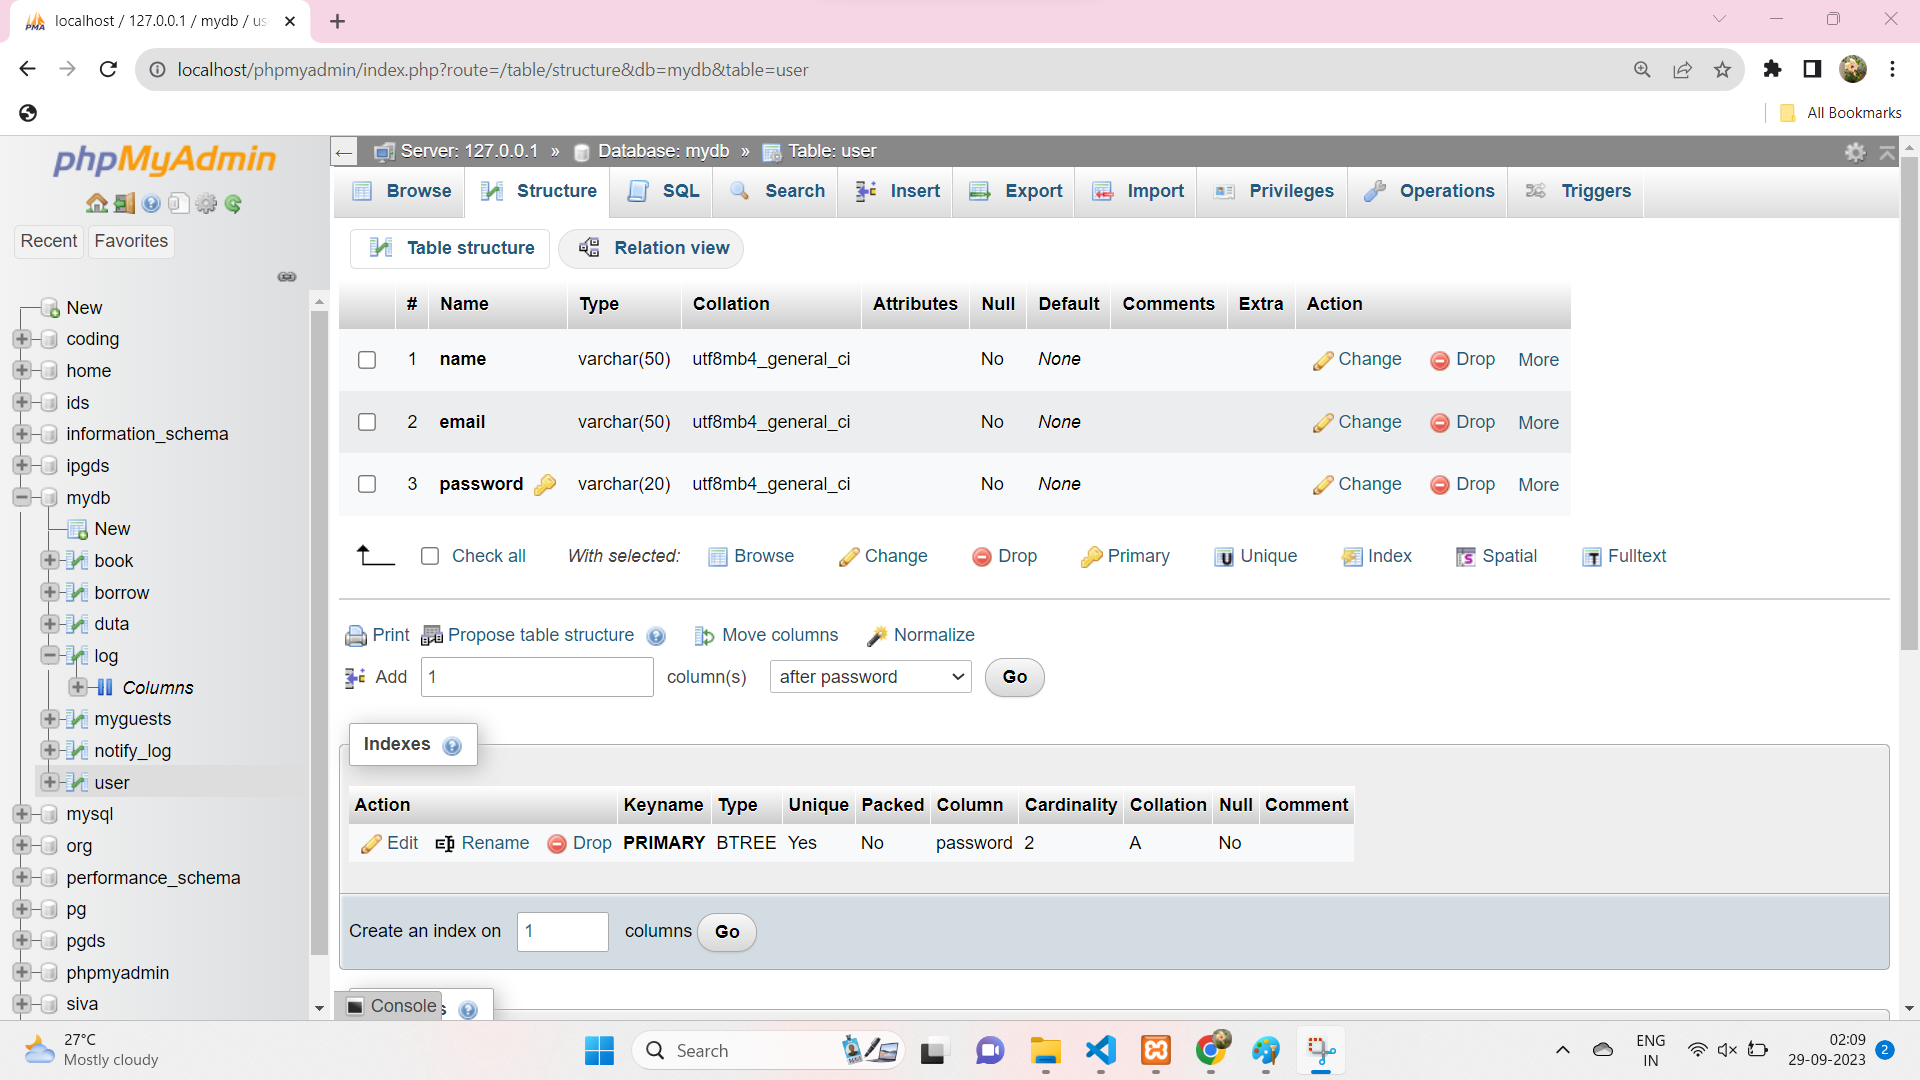 PMA
localhost / 127.0.0.1 / mydb / us
localhost/phpmyadmin/index.php?route=/table/structure&db=mydb&table=user
All Bookmarks
phpMyAdmin
Recent
Favorites
New
coding
home
ids
information_schema
ipgds
mydb
New
book
borrow
duta
log
Columns
myguests
notify_log
user
mysql
org
performance_schema
pg
pgds
phpmyadmin
siva
Server: 127.0.0.1 » Database: mydb » Table: user
Browse Structure SQL Search Insert Export Import Privileges Operations Triggers
Table structure Relation view
# Name Type Collation Attributes Null Default Comments Extra Action
1 name varchar(50) utf8mb4_general_ci No None Change Drop More
2 email varchar(50) utf8mb4_general_ci No None Change Drop More
3 password varchar(20) utf8mb4_general_ci No None Change Drop More
Check all With selected: Browse Change Drop Primary Unique Index Spatial Fulltext
Print Propose table structure Move columns Normalize
Add 1 column(s) after password Go
Indexes
Action Keyname Type Unique Packed Column Cardinality Collation Null Comment
Edit Rename Drop PRIMARY BTREE Yes No password 2 A No
Create an index on 1 columns Go
Console s
27°C
Mostly cloudy
Search
ENG
IN
02:09
29-09-2023
2